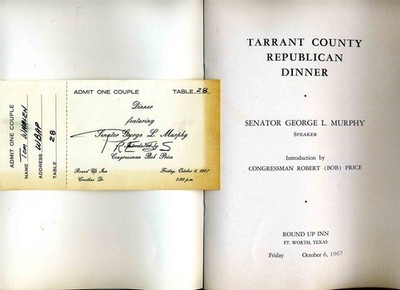 ADMIT ONE COUPLE
NAME Tom WARREN
ADDRESS WBAP
TABLE 28
ADMIT ONE COUPLE TABLE 28
Dinner
featuring
Senator George L. Murphy
PRESS
Congressman Bob Price
Round Up Inn Friday, October 6, 1967
Dr. 7:00 p.m.
TARRANT COUNTY
REPUBLICAN
DINNER
SENATOR GEORGE L. MURPHY
SPEAKER
Introduction by
CONGRESSMAN ROBERT (BOB) PRICE
ROUND UP INN
FT. WORTH, TEXAS
Friday October 6, 1967